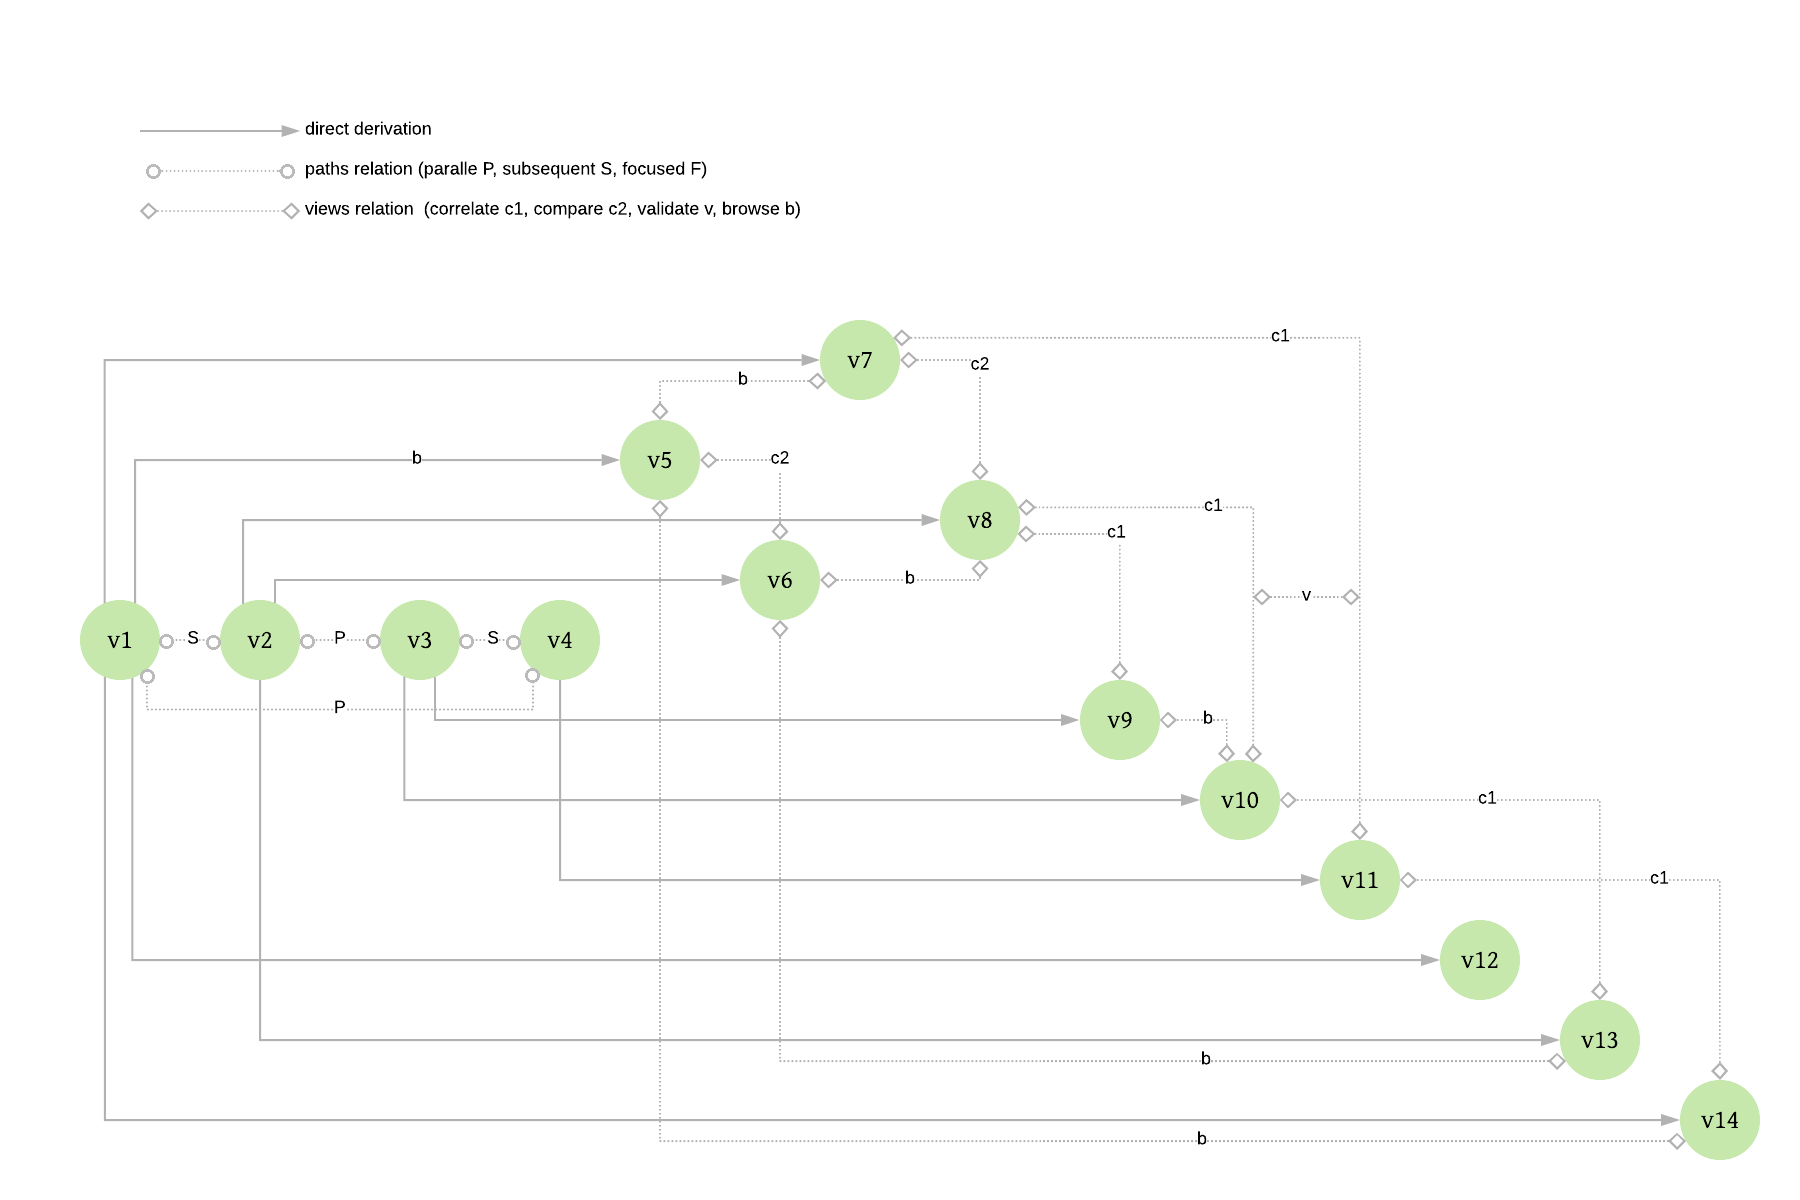 direct derivation
paths relation (paralle P, subsequent S, focused F)
views relation  (correlate c1, compare c2, validate v, browse b)
c1
v7
c2
b
b
v5
c2
c1
v8
c1
v6
b
v
v1
S
v2
P
v3
S
v4
P
v9
b
v10
c1
v11
c1
v12
v13
b
v14
b